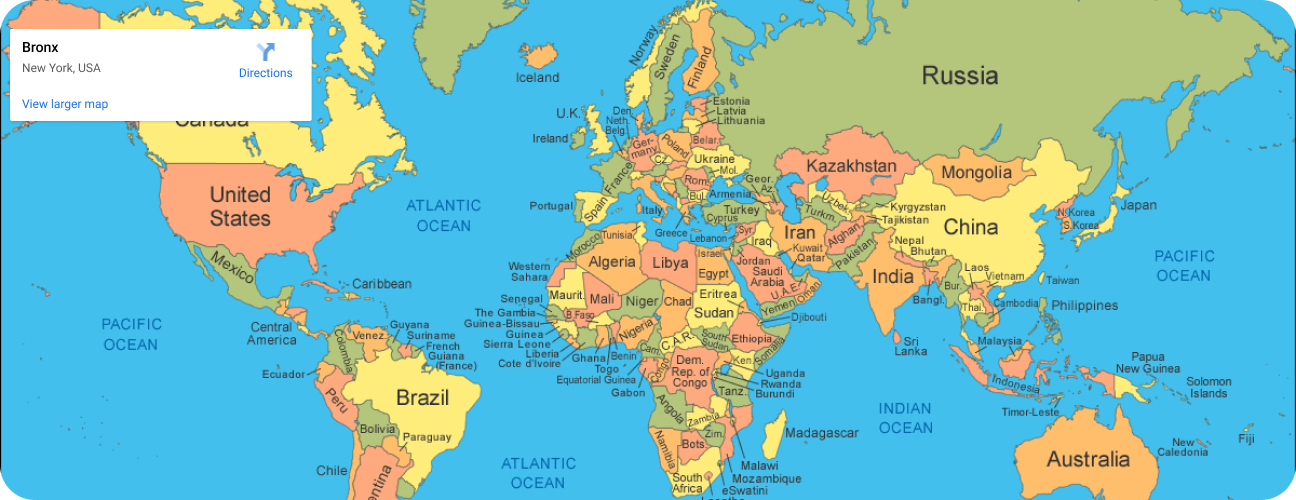 Bronx
New York, USA
Directions
View larger map
Canada
United
States
Mexico
Caribbean
Central
America
Venez.
Guyana
Suriname
French
Guiana
(France)
Colombia
Ecuador
Peru
Brazil
Bolivia
Paraguay
Chile
PACIFIC
OCEAN
ATLANTIC
OCEAN
ATLANTIC
OCEAN
Iceland
Norway
Sweden
Finland
Russia
U.K.
Ireland
Den
Neth
Belg.
Estonia
Latvia
Lithuania
Ger-
many
Poland
Belar.
Cz.
Ukraine
Mol.
France
Rom.
Bul.
Portugal
Spain
Italy
Greece
Turkey
Cyprus
Lebanon
Israel
Syr.
Armenia
Geor.
Az.
Kazakhstan
Uzbek.
Turkm.
Kyrgyzstan
Tajikistan
Mongolia
China
N. Korea
S. Korea
Japan
Iraq
Iran
Kuwait
Qatar
Afghan.
Pakistan
Nepal
Bhutan
India
Bangl.
Sri
Lanka
Jordan
Saudi
Arabia
U.A.E.
Oman
Yemen
Djibouti
Morocco
Tunisia
Algeria
Libya
Egypt
Western
Sahara
Maurit.
Mali
Niger
Chad
Eritrea
Sudan
Senegal
The Gambia
Guinea-Bissau
Guinea
Sierra Leone
Liberia
Cote d'Ivoire
B.Faso
Ghana
Togo
Benin
Nigeria
Cam.
Equatorial Guinea
Gabon
Congo
C.A.R.
South
Sudan
Ethiopia
Somalia
Dem.
Rep. of
Congo
Ken.
Uganda
Rwanda
Burundi
Tanz.
Angola
Zambia
Zim.
Namibia
Bots.
South
Africa
Malawi
Mozambique
eSwatini
Madagascar
INDIAN
OCEAN
Bur.
Laos
Vietnam
Thai.
Cambodia
Taiwan
Philippines
Malaysia
Indonesia
Timor-Leste
Papua
New Guinea
Solomon
Islands
New
Caledonia
Fiji
Australia
PACIFIC
OCEAN